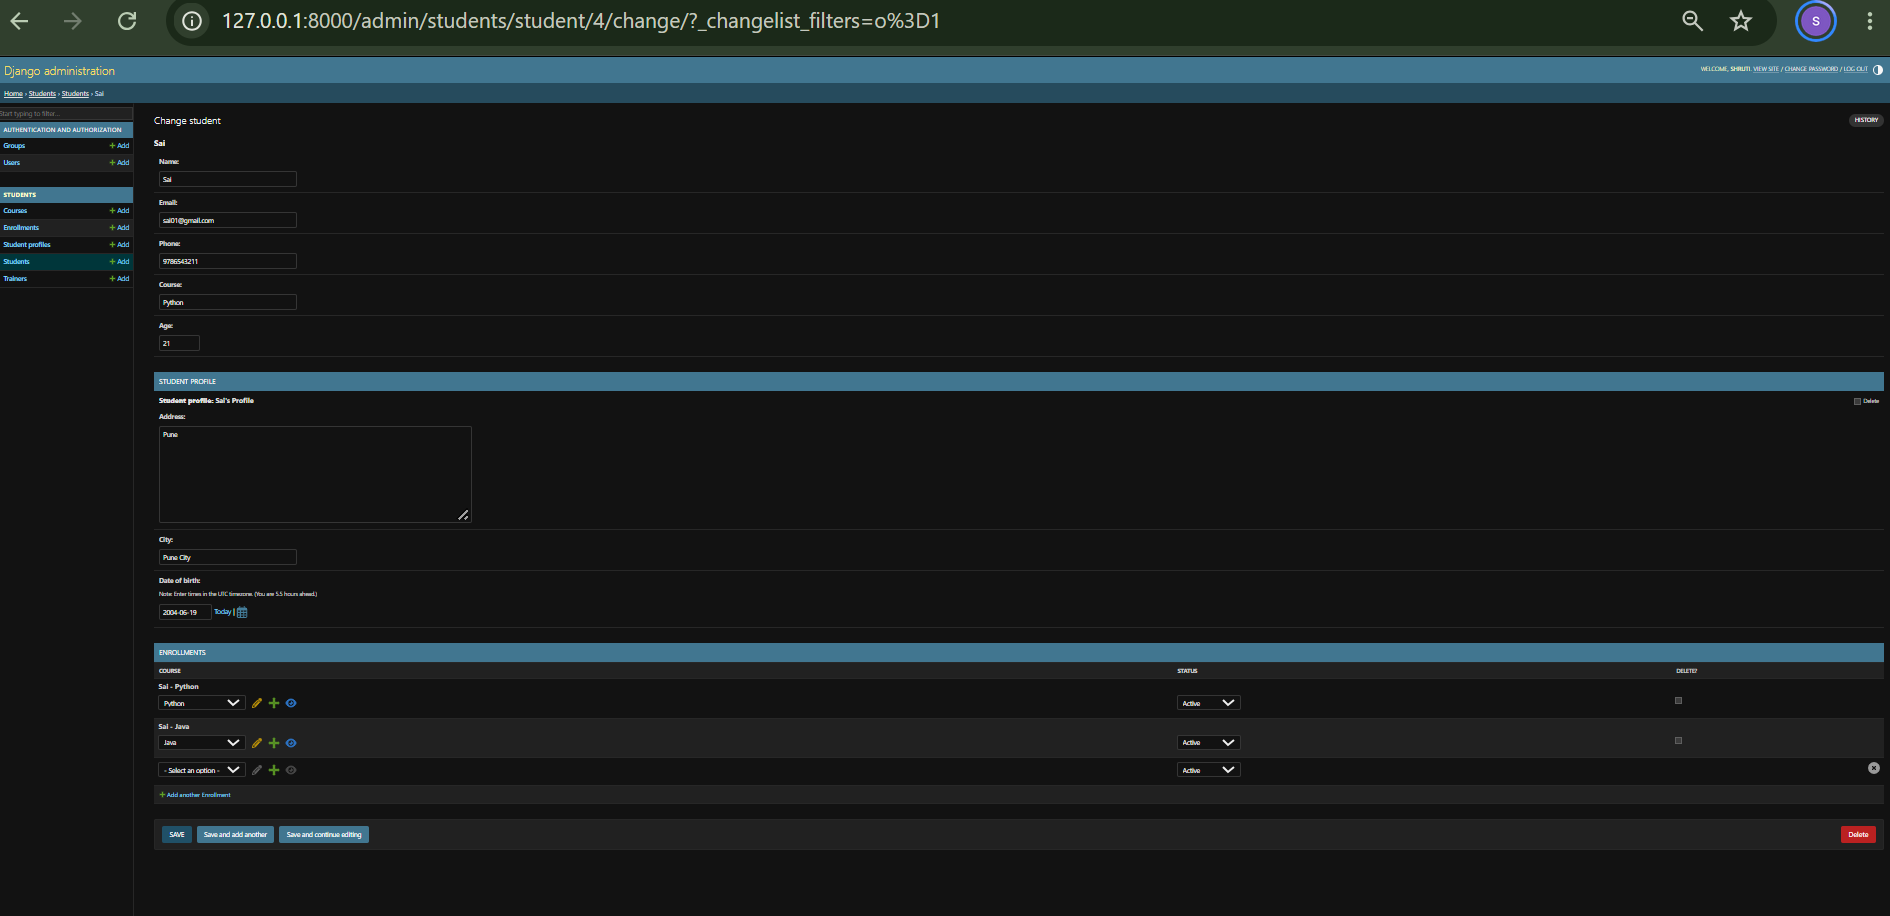 127.0.0.1:8000/admin/students/student/4/change/?_changelist_filters=o%3D1
S
Django administration
WELCOME, SHRUTI. VIEW SITE / CHANGE PASSWORD / LOG OUT
Home › Students › Students › Sai
Start typing to filter...
AUTHENTICATION AND AUTHORIZATION
Groups + Add
Users + Add
STUDENTS
Courses + Add
Enrollments + Add
Student profiles + Add
Students + Add
Trainers + Add
Change student
HISTORY
Sai
Name:
Sai
Email:
sai01@gmail.com
Phone:
9786543211
Course:
Python
Age:
21
STUDENT PROFILE
Student profile: Sai's Profile
Delete
Address:
Pune
City:
Pune City
Date of birth:
Note: Enter times in the UTC timezone. (You are 5.5 hours ahead.)
2004-06-19 Today |
ENROLLMENTS
COURSE STATUS DELETE?
Sai - Python
Python Active
Sai - Java
Java Active
- Select an option - Active
+ Add another Enrollment
SAVE Save and add another Save and continue editing Delete